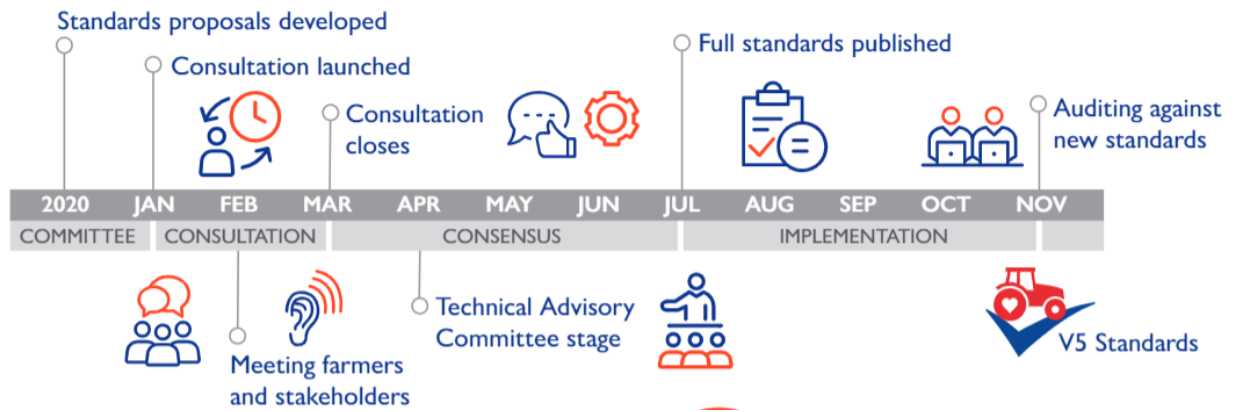 Standards proposals developed
Consultation launched
Consultation
closes
Full standards published
Auditing against
new standards
2020 JAN FEB MAR APR MAY JUN JUL AUG SEP OCT NOV
COMMITTEE CONSULTATION CONSENSUS IMPLEMENTATION
Meeting farmers
and stakeholders
Technical Advisory
Committee stage
V5 Standards